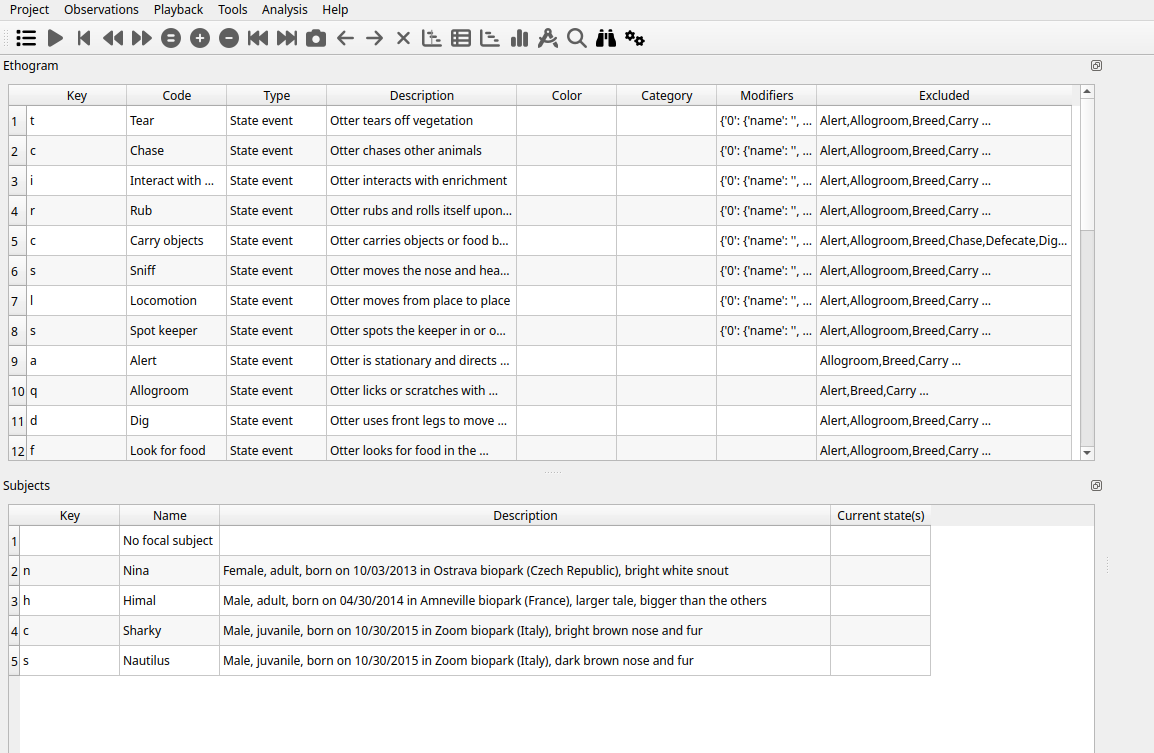 Project Observations Playback Tools Analysis Help
Ethogram
Key Code Type Description Color Category Modifiers Excluded
1 t Tear State event Otter tears off vegetation {'0': {'name': '', ... Alert,Allogroom,Breed,Carry ...
2 c Chase State event Otter chases other animals {'0': {'name': '', ... Alert,Allogroom,Breed,Carry ...
3 i Interact with ... State event Otter interacts with enrichment {'0': {'name': '', ... Alert,Allogroom,Breed,Carry ...
4 r Rub State event Otter rubs and rolls itself upon... {'0': {'name': '', ... Alert,Allogroom,Breed,Carry ...
5 c Carry objects State event Otter carries objects or food b... {'0': {'name': '', ... Alert,Allogroom,Breed,Chase,Defecate,Dig...
6 s Sniff State event Otter moves the nose and hea... {'0': {'name': '', ... Alert,Allogroom,Breed,Carry ...
7 l Locomotion State event Otter moves from place to place {'0': {'name': '', ... Alert,Allogroom,Breed,Carry ...
8 s Spot keeper State event Otter spots the keeper in or o... {'0': {'name': '', ... Alert,Allogroom,Breed,Carry ...
9 a Alert State event Otter is stationary and directs ... Allogroom,Breed,Carry ...
10 q Allogroom State event Otter licks or scratches with ... Alert,Breed,Carry ...
11 d Dig State event Otter uses front legs to move ... Alert,Allogroom,Breed,Carry ...
12 f Look for food State event Otter looks for food in the ... Alert,Allogroom,Breed,Carry ...
Subjects
Key Name Description Current state(s)
1 No focal subject
2 n Nina Female, adult, born on 10/03/2013 in Ostrava biopark (Czech Republic), bright white snout
3 h Himal Male, adult, born on 04/30/2014 in Amneville biopark (France), larger tale, bigger than the others
4 c Sharky Male, juvanile, born on 10/30/2015 in Zoom biopark (Italy), bright brown nose and fur
5 s Nautilus Male, juvanile, born on 10/30/2015 in Zoom biopark (Italy), dark brown nose and fur